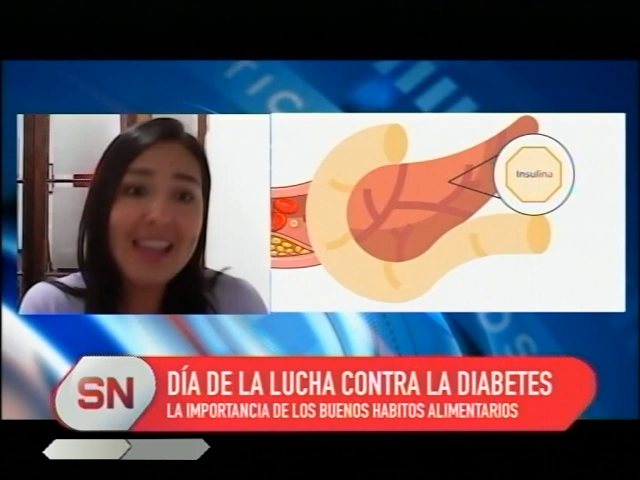 Insulina
SN
DÍA DE LA LUCHA CONTRA LA DIABETES
LA IMPORTANCIA DE LOS BUENOS HABITOS ALIMENTARIOS